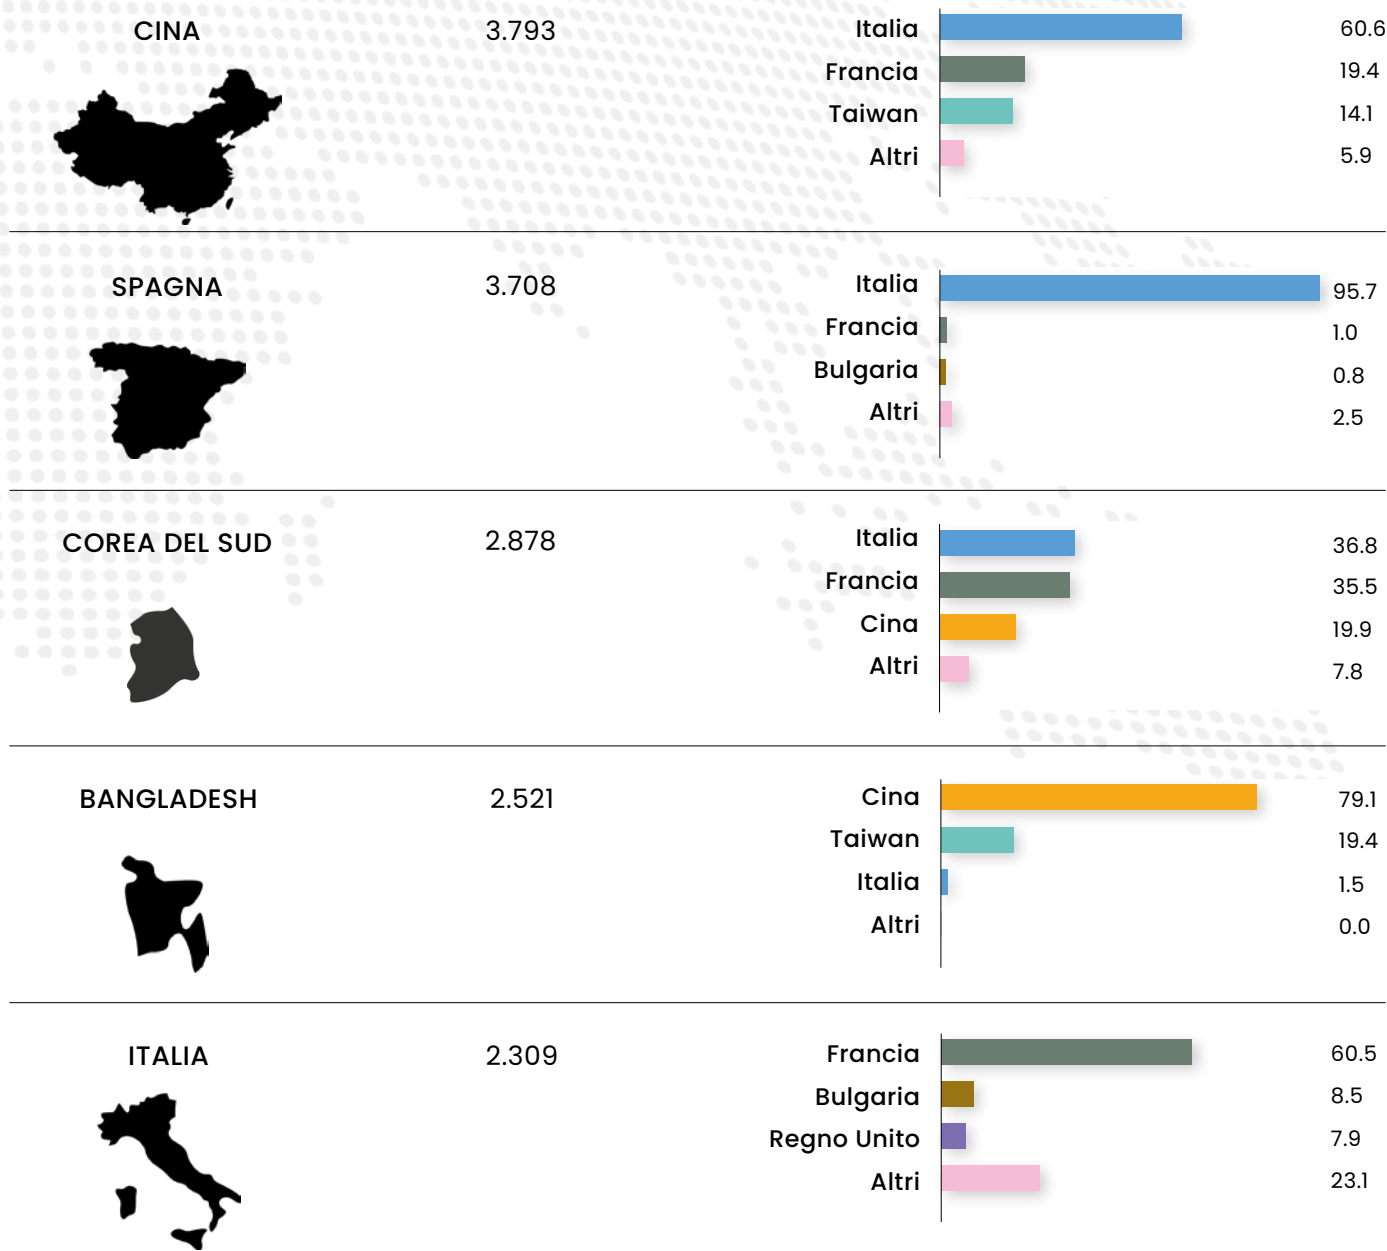 CINA 3.793 Italia 60.6
Francia 19.4
Taiwan 14.1
Altri 5.9
SPAGNA 3.708 Italia 95.7
Francia 1.0
Bulgaria 0.8
Altri 2.5
COREA DEL SUD 2.878 Italia 36.8
Francia 35.5
Cina 19.9
Altri 7.8
BANGLADESH 2.521 Cina 79.1
Taiwan 19.4
Italia 1.5
Altri 0.0
ITALIA 2.309 Francia 60.5
Bulgaria 8.5
Regno Unito 7.9
Altri 23.1